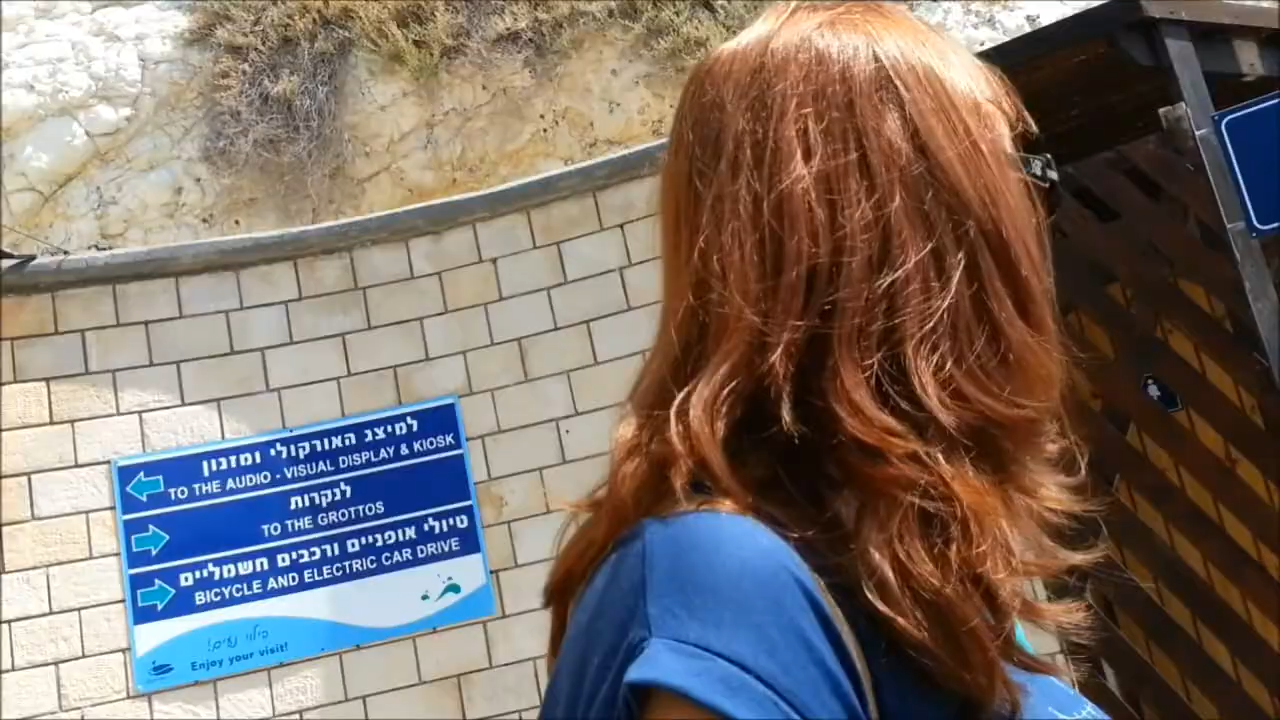 למיצג האורקולי ומזנון
TO THE AUDIO - VISUAL DISPLAY & KIOSK
לנקרות
TO THE GROTTOS
טיולי אופניים ורכבים חשמליים
BICYCLE AND ELECTRIC CAR DRIVE
בילוי נעים!
Enjoy your visit!